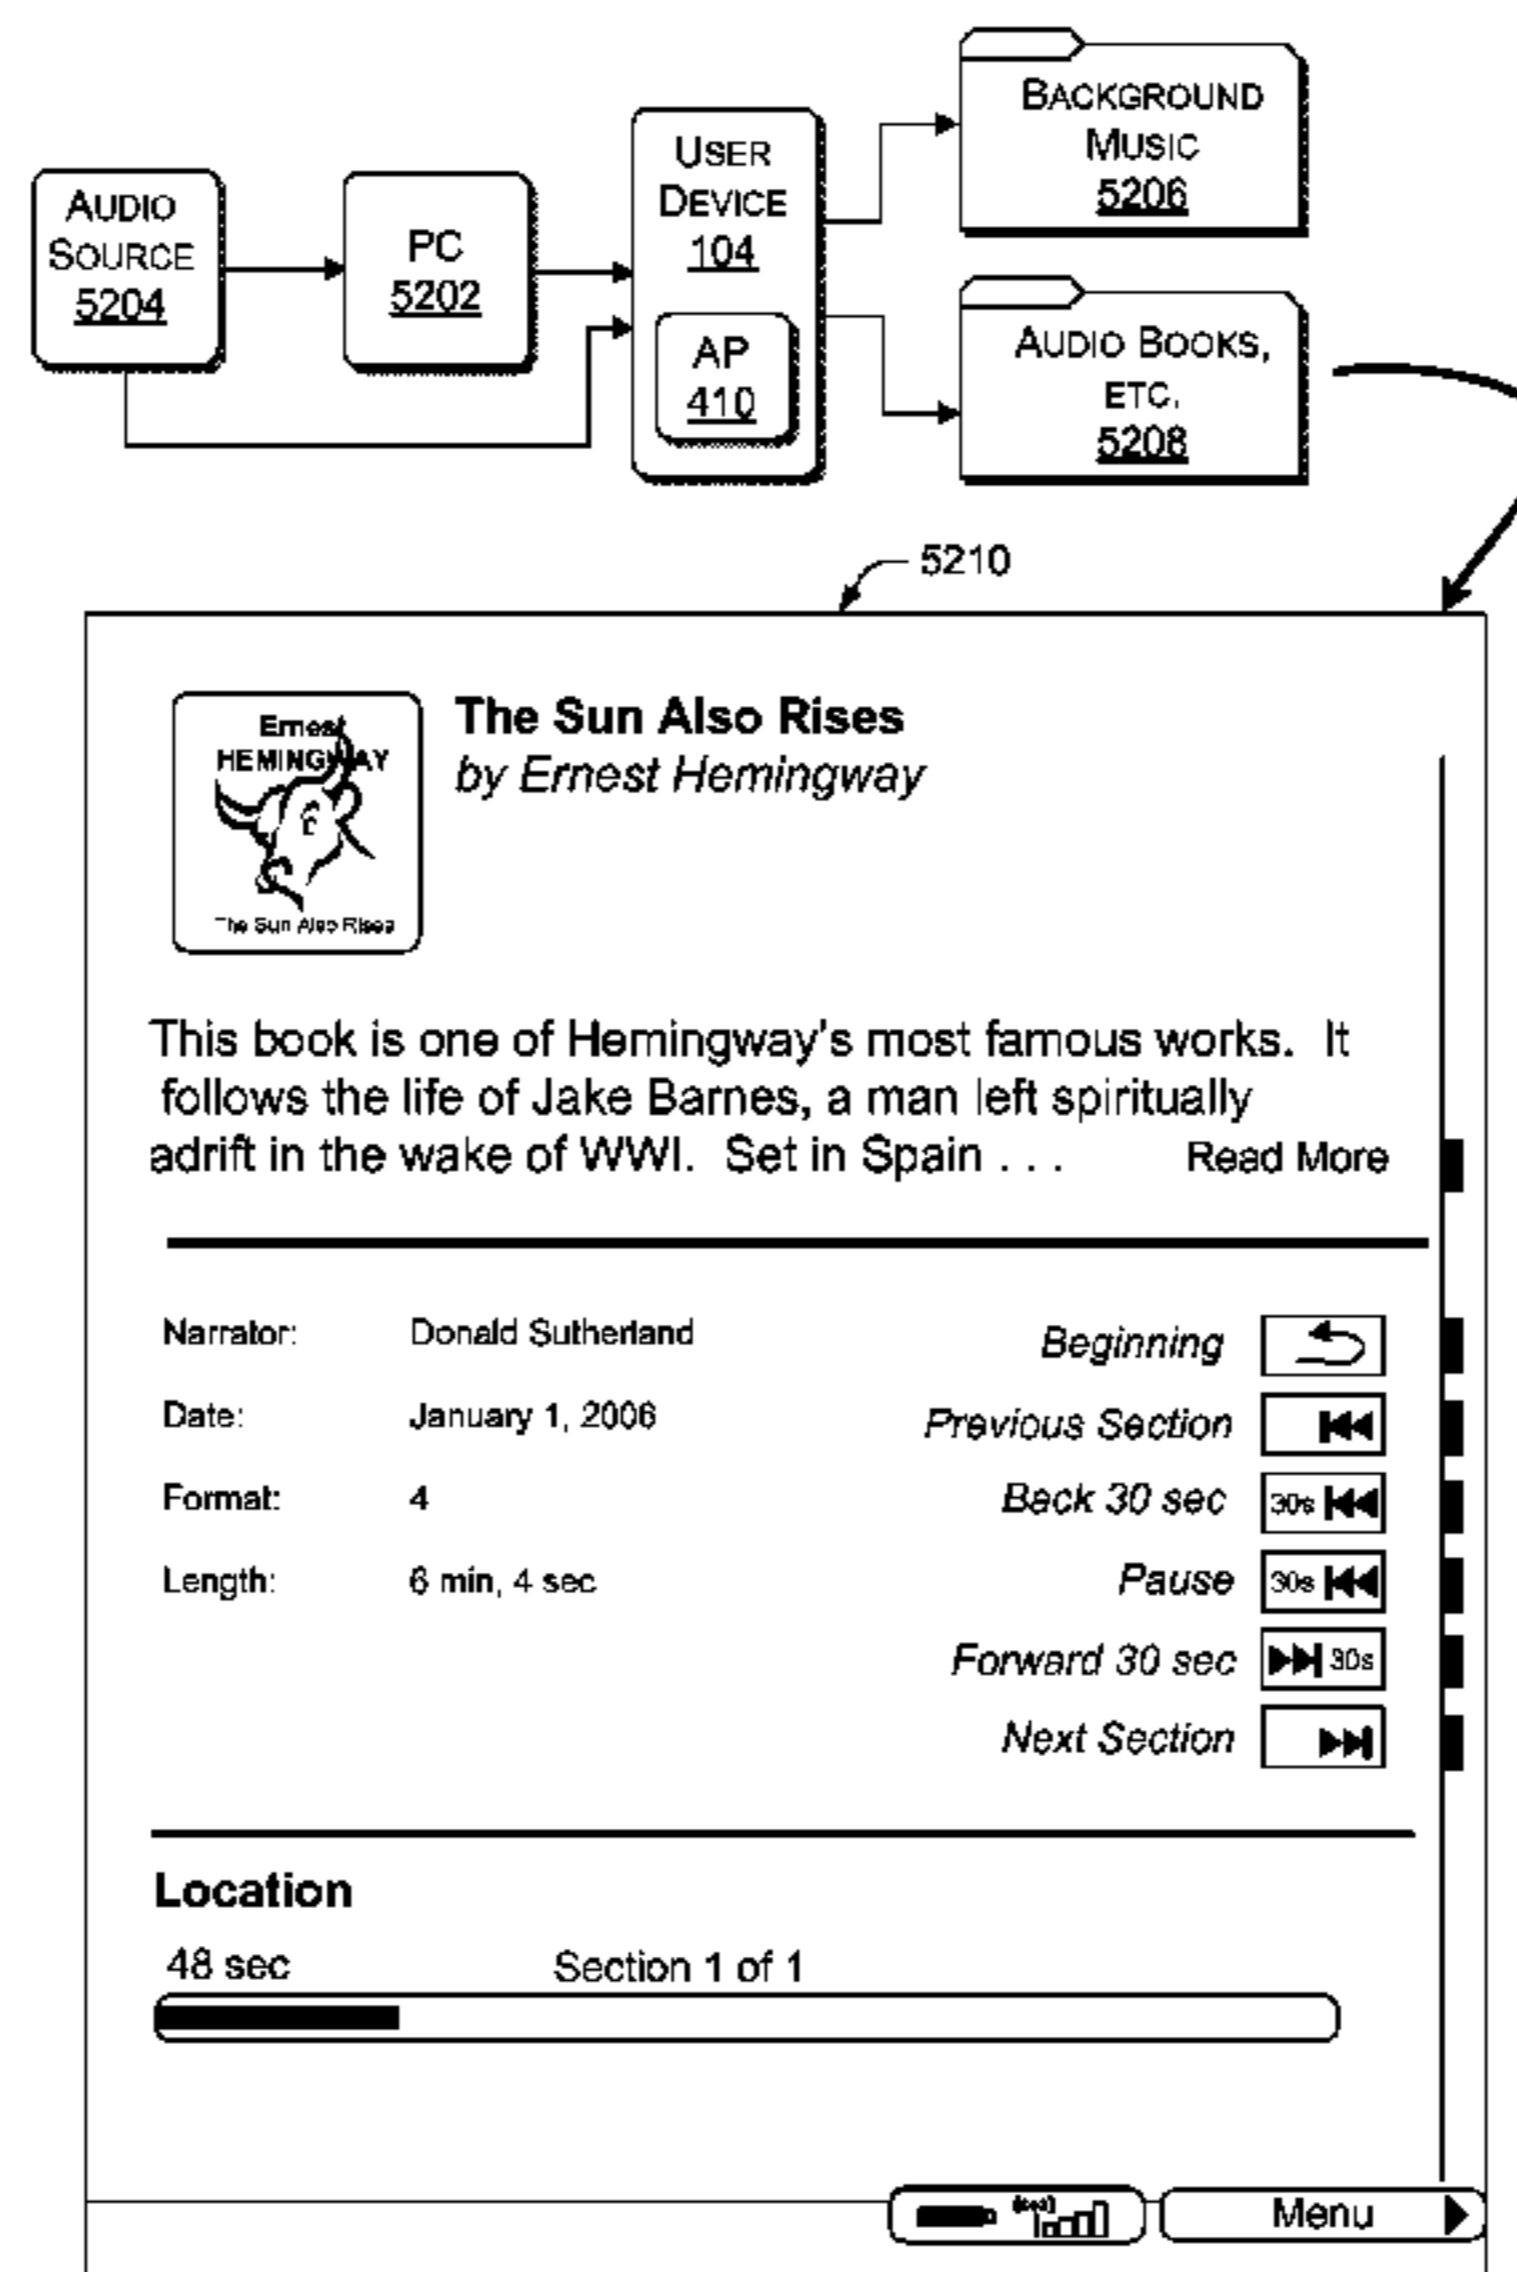 AUDIO
SOURCE
5204
PC
5202
USER
DEVICE
104
AP
410
BACKGROUND
MUSIC
5206
AUDIO BOOKS,
ETC.
5208
5210
Ernest
HEMINGWAY
The Sun Also Rises
The Sun Also Rises
by Ernest Hemingway
This book is one of Hemingway's most famous works. It
follows the life of Jake Barnes, a man left spiritually
adrift in the wake of WWI. Set in Spain . . . Read More
Narrator: Donald Sutherland
Date: January 1, 2006
Format: 4
Length: 6 min, 4 sec
Beginning
Previous Section
Back 30 sec 30s
Pause 30s
Forward 30 sec 30s
Next Section
Location
48 sec Section 1 of 1
Menu